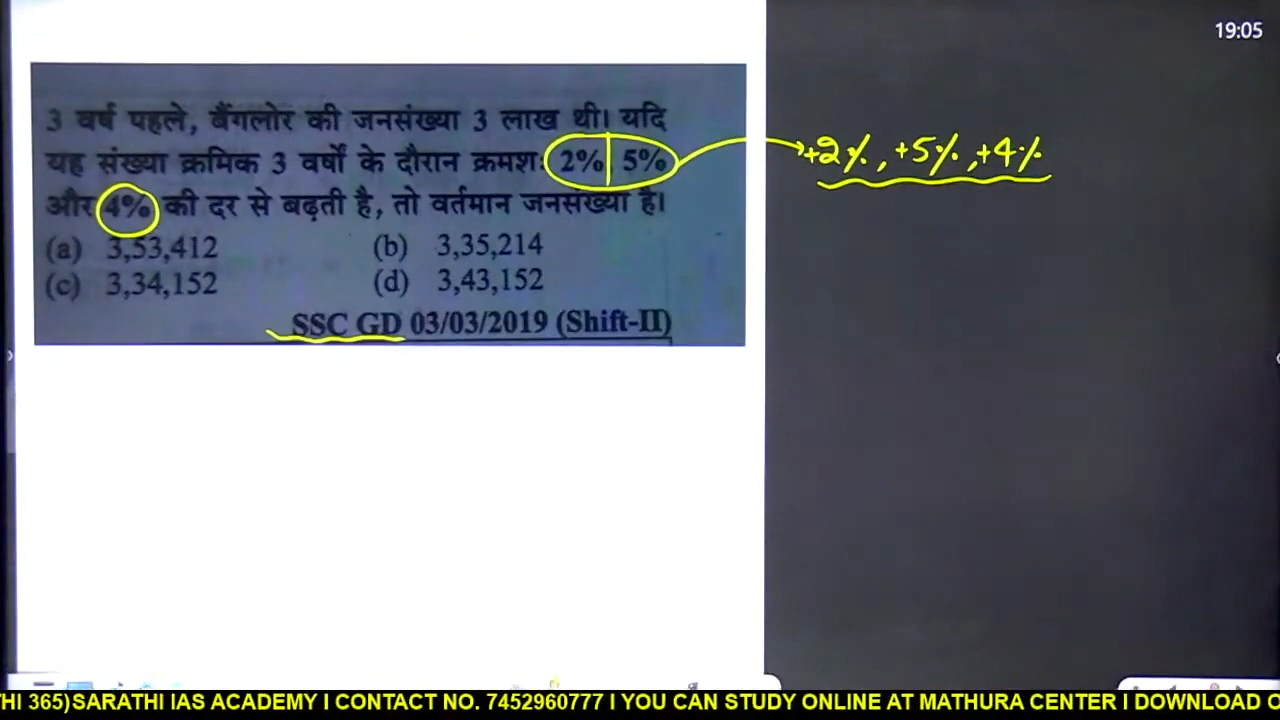 19:05
3 वर्ष पहले, बैंगलोर की जनसंख्या 3 लाख थी। यदि
यह संख्या क्रमिक 3 वर्षों के दौरान क्रमशः 2% 5%
और 4% की दर से बढ़ती है, तो वर्तमान जनसंख्या है।
(a) 3,53,412 (b) 3,35,214
(c) 3,34,152 (d) 3,43,152
SSC GD 03/03/2019 (Shift-II)
+2%, +5%, +4%
THI 365)SARATHI IAS ACADEMY I CONTACT NO. 7452960777 I YOU CAN STUDY ONLINE AT MATHURA CENTER I DOWNLOAD